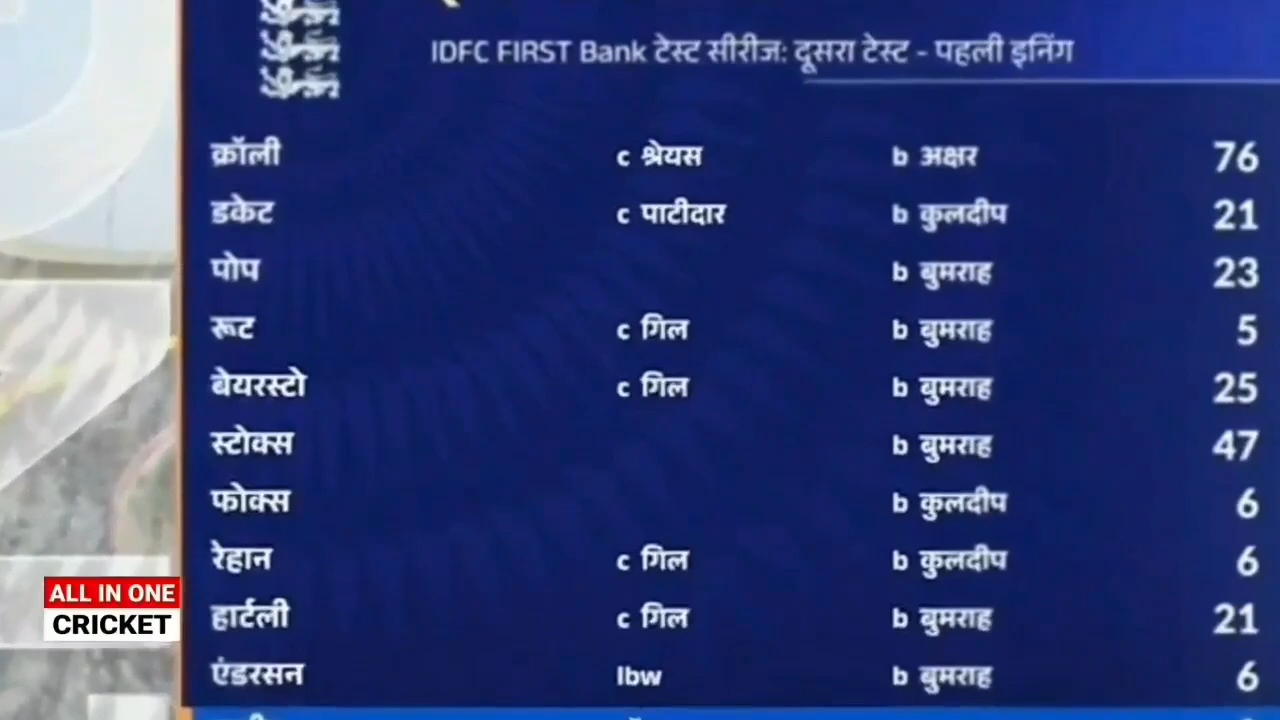 IDFC FIRST Bank टेस्ट सीरीज: दूसरा टेस्ट - पहली इनिंग
क्रॉली c श्रेयस b अक्षर 76
डकेट c पाटीदार b कुलदीप 21
पोप b बुमराह 23
रूट c गिल b बुमराह 5
बेयरस्टो c गिल b बुमराह 25
स्टोक्स b बुमराह 47
फोक्स b कुलदीप 6
रेहान c गिल b कुलदीप 6
हार्टली c गिल b बुमराह 21
एंडरसन lbw b बुमराह 6
ALL IN ONE
CRICKET